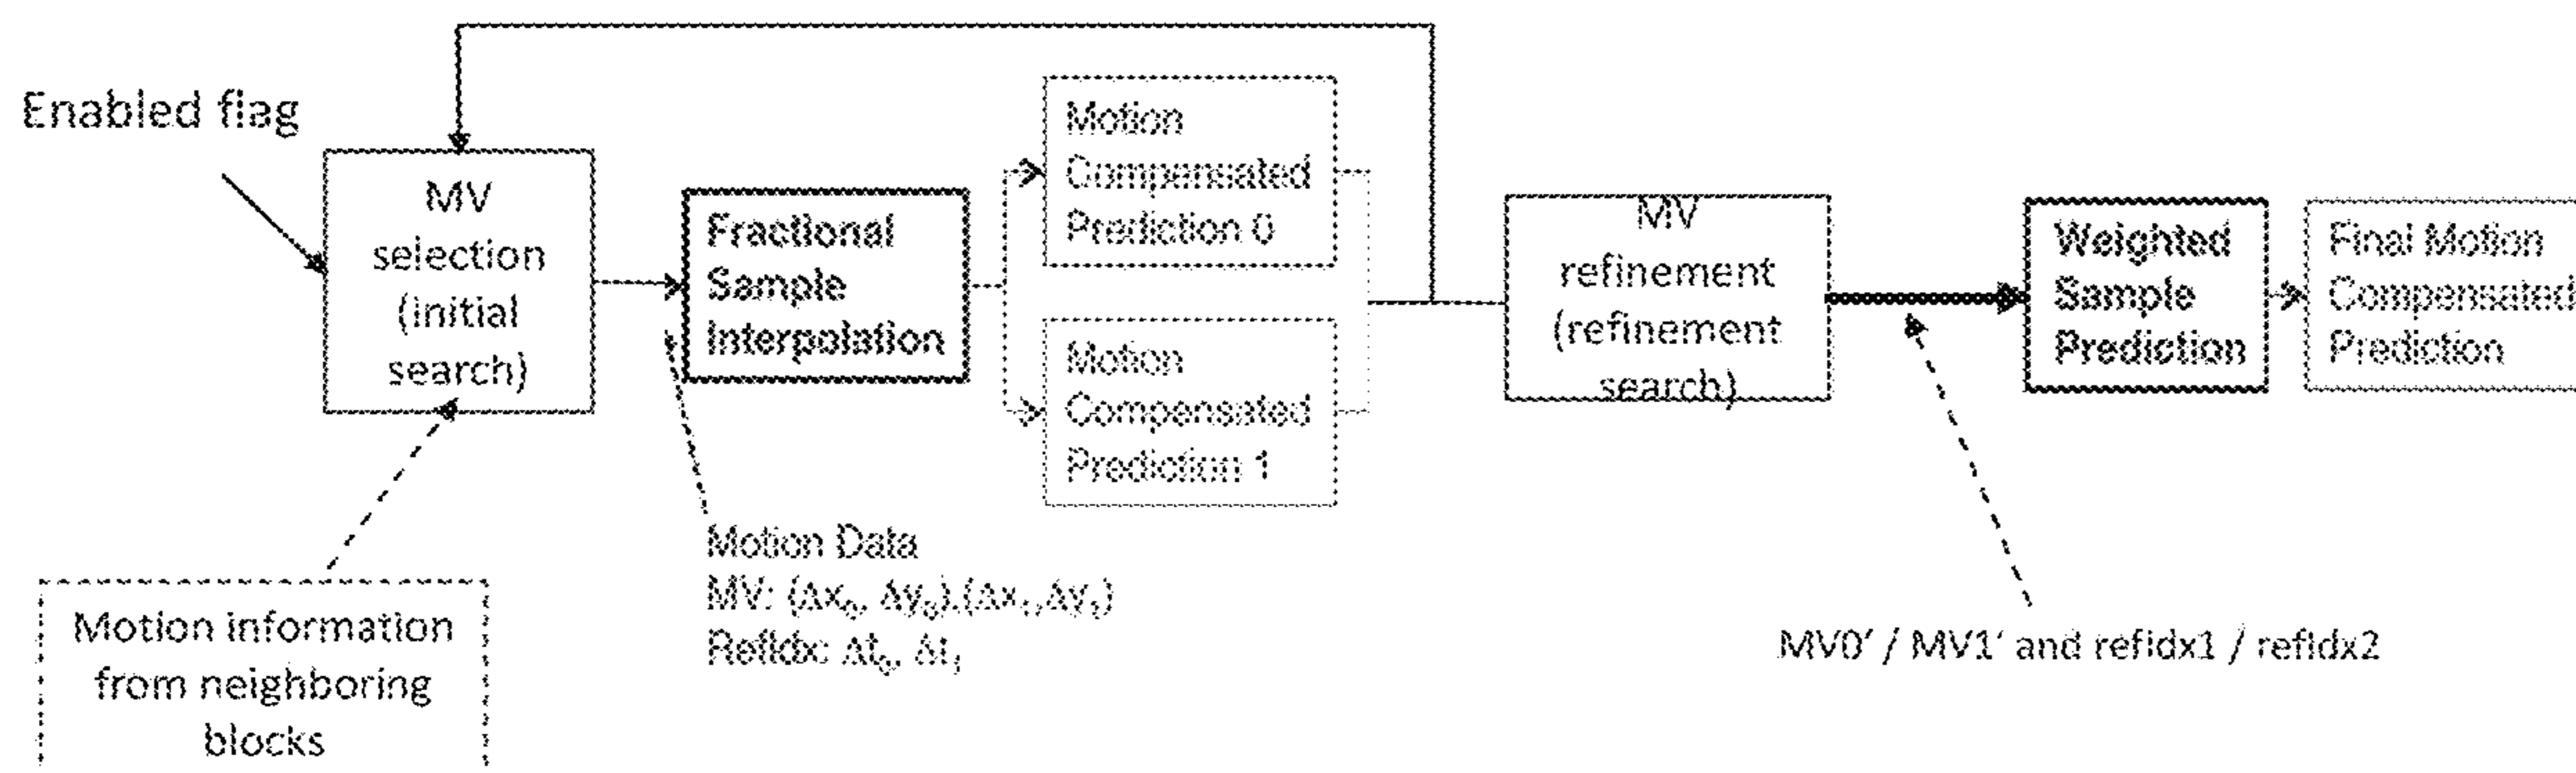 Enabled flag
MV
selection
(initial
search)
Fractional
Sample
Interpolation
Motion
Compensated
Prediction 0
Motion
Compensated
Prediction 1
MV
refinement
(refinement
search)
Weighted
Sample
Prediction
Final Motion
Compensated
Prediction
Motion Data
MV: (Δx₀, Δy₀),(Δx₁,Δy₁)
RefIdx: Δt₀, Δt₁
MV0' / MV1' and refIdx1 / refIdx2
Motion information
from neighboring
blocks